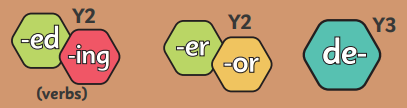 Y2
-ed
-ing
(verbs)
Y2
-er
-or
Y3
de-